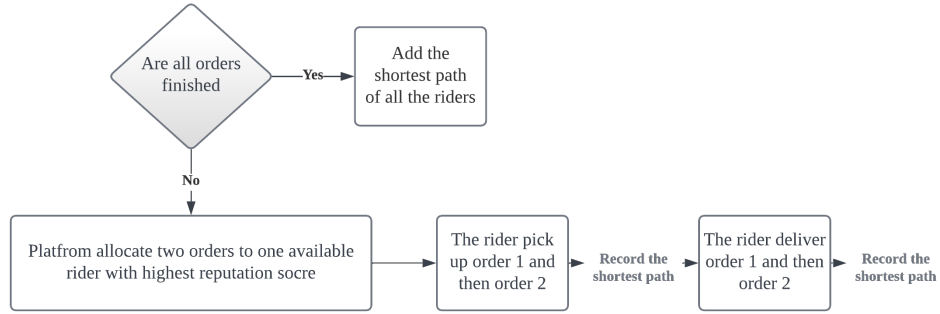 Are all orders
finished
Yes
Add the
shortest path
of all the riders
No
Platfrom allocate two orders to one available
rider with highest reputation socre
The rider pick
up order 1 and
then order 2
Record the
shortest path
The rider deliver
order 1 and then
order 2
Record the
shortest path